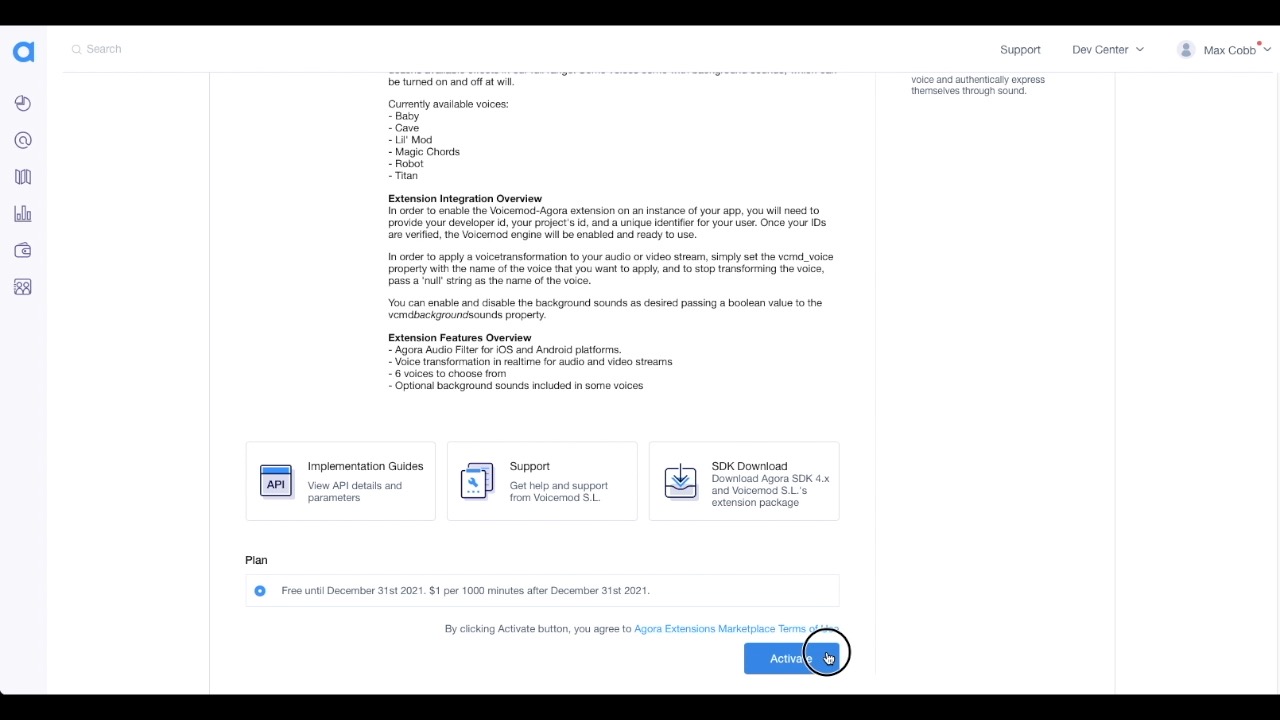 Search
Support
Dev Center
Max Cobb
be turned on and off at will.
voice and authentically express
themselves through sound.
Currently available voices:
- Baby
- Cave
- Lil' Mod
- Magic Chords
- Robot
- Titan
Extension Integration Overview
In order to enable the Voicemod-Agora extension on an instance of your app, you will need to
provide your developer id, your project's id, and a unique identifier for your user. Once your IDs
are verified, the Voicemod engine will be enabled and ready to use.
In order to apply a voicetransformation to your audio or video stream, simply set the vcmd_voice
property with the name of the voice that you want to apply, and to stop transforming the voice,
pass a 'null' string as the name of the voice.
You can enable and disable the background sounds as desired passing a boolean value to the
vcmdbackgroundsounds property.
Extension Features Overview
- Agora Audio Filter for iOS and Android platforms.
- Voice transformation in realtime for audio and video streams
- 6 voices to choose from
- Optional background sounds included in some voices
API
Implementation Guides
View API details and
parameters
Support
Get help and support
from Voicemod S.L.
SDK Download
Download Agora SDK 4.x
and Voicemod S.L.'s
extension package
Plan
Free until December 31st 2021. $1 per 1000 minutes after December 31st 2021.
By clicking Activate button, you agree to Agora Extensions Marketplace Terms of Use
Activate